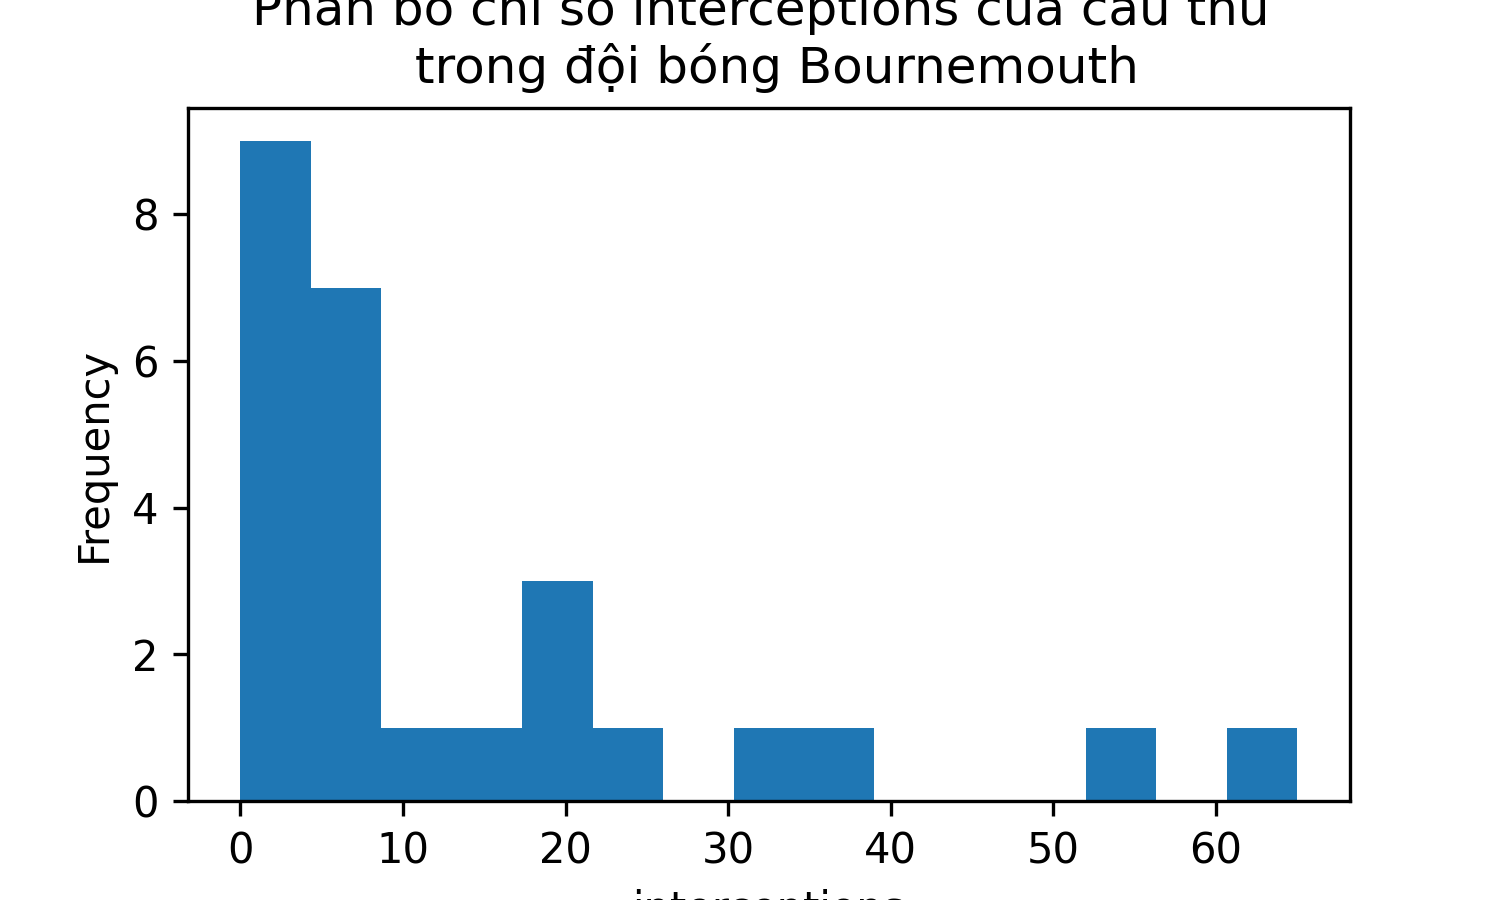 Phân bố chỉ số interceptions của cầu thủ
trong đội bóng Bournemouth
Frequency
8
6
4
2
0
0 10 20 30 40 50 60
interceptions